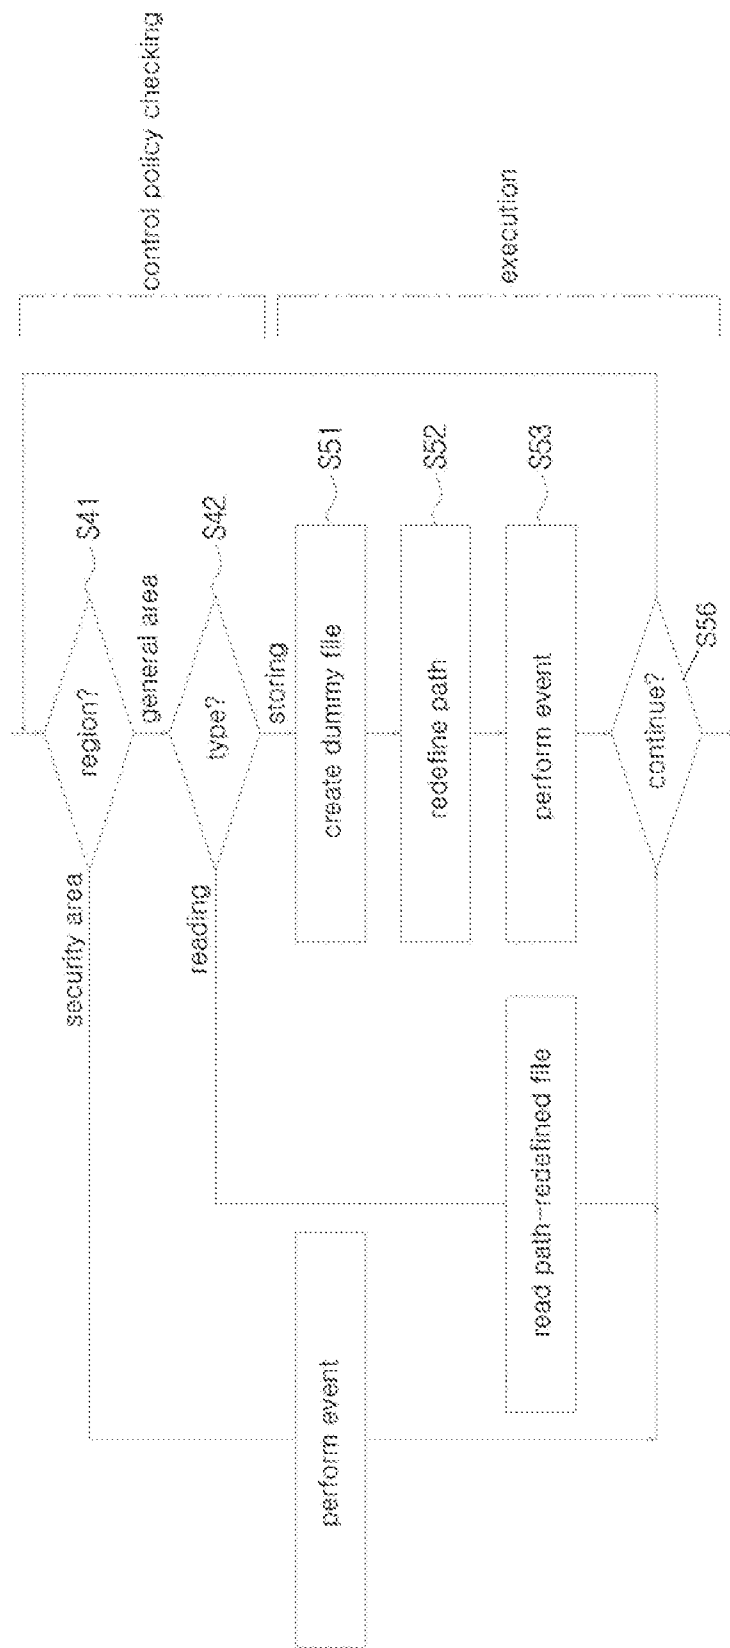 control policy checking
execution
S41
region?
security area
general area
S42
type?
reading
storing
S51
create dummy file
perform event
S52
redefine path
S53
perform event
read path-redefined file
continue?
S56